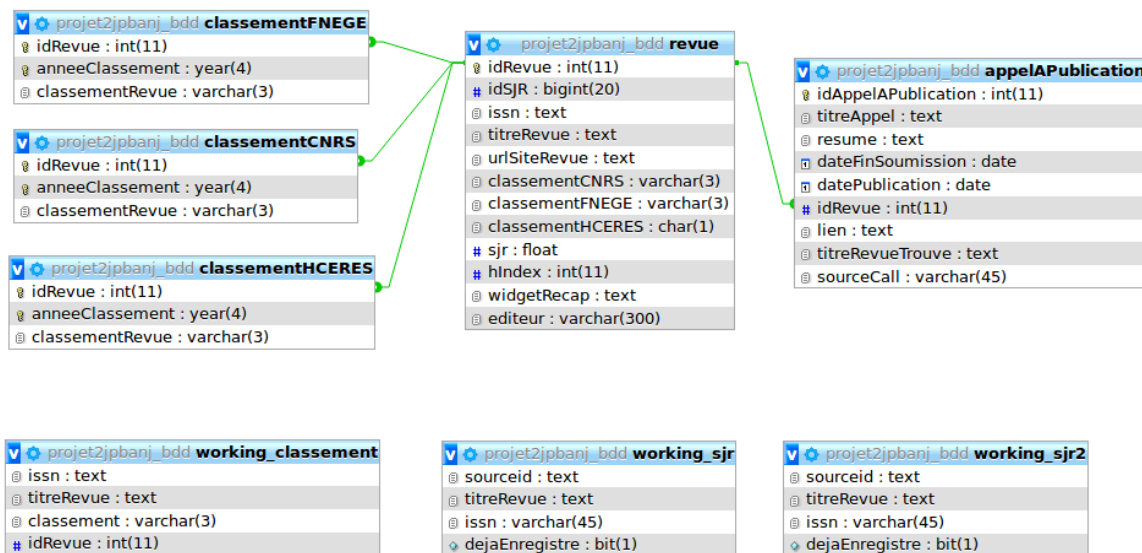 projet2jpbanj_bdd classementFNEGE
idRevue : int(11)
anneeClassement : year(4)
classementRevue : varchar(3)
projet2jpbanj_bdd classementCNRS
idRevue : int(11)
anneeClassement : year(4)
classementRevue : varchar(3)
projet2jpbanj_bdd classementHCERES
idRevue : int(11)
anneeClassement : year(4)
classementRevue : varchar(3)
projet2jpbanj_bdd revue
idRevue : int(11)
# idSJR : bigint(20)
issn : text
titreRevue : text
urlSiteRevue : text
classementCNRS : varchar(3)
classementFNEGE : varchar(3)
classementHCERES : char(1)
# sjr : float
# hIndex : int(11)
widgetRecap : text
editeur : varchar(300)
projet2jpbanj_bdd appelAPublication
idAppelAPublication : int(11)
titreAppel : text
resume : text
dateFinSoumission : date
datePublication : date
# idRevue : int(11)
lien : text
titreRevueTrouve : text
sourceCall : varchar(45)
projet2jpbanj_bdd working_classement
issn : text
titreRevue : text
classement : varchar(3)
# idRevue : int(11)
projet2jpbanj_bdd working_sjr
sourceid : text
titreRevue : text
issn : varchar(45)
dejaEnregistre : bit(1)
projet2jpbanj_bdd working_sjr2
sourceid : text
titreRevue : text
issn : varchar(45)
dejaEnregistre : bit(1)